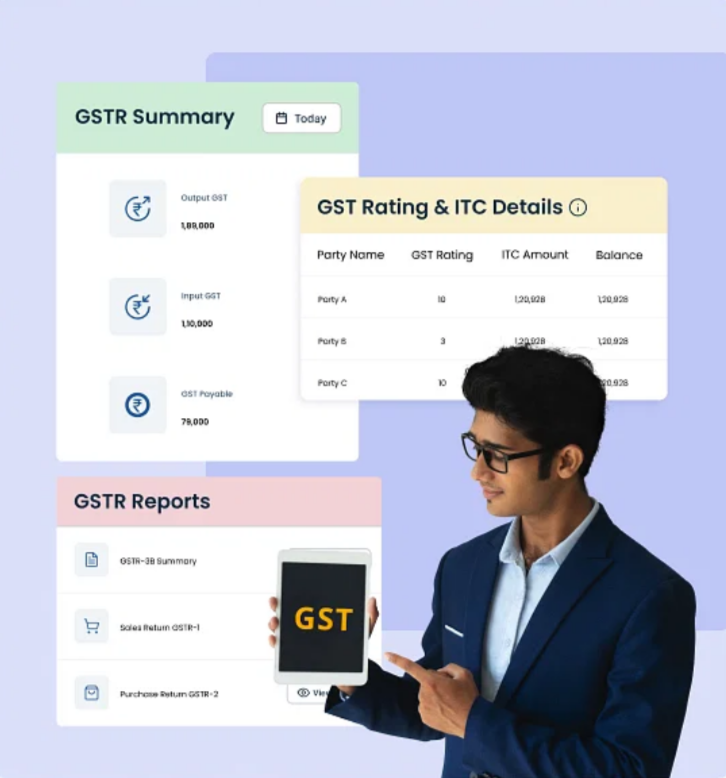 GSTR Summary
Today
Output GST
1,89,000
Input GST
1,10,000
GST Payable
79,000
GST Rating & ITC Details
Party Name GST Rating ITC Amount Balance
Party A 10 1,20,928 1,20,928
Party B 3 1,20,928 1,20,928
Party C 10 20,928
GSTR Reports
GSTR-3B Summary
Sales Return GSTR-1
Purchase Return GSTR-2
GST